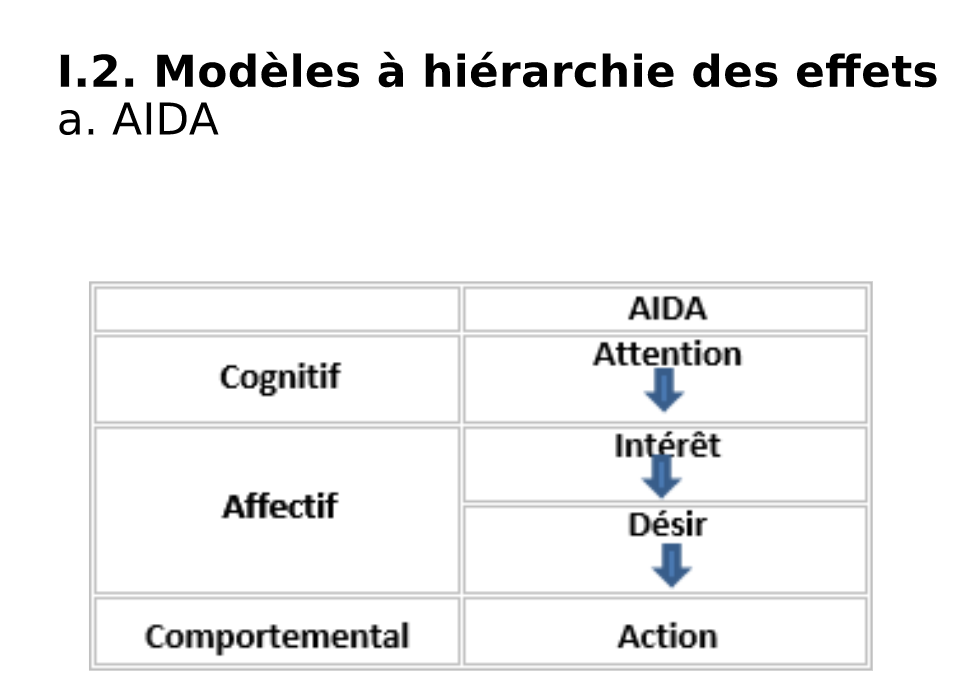 I.2. Modèles à hiérarchie des effets
a. AIDA
AIDA
Cognitif
Attention
Affectif
Intérêt
Désir
Comportemental
Action